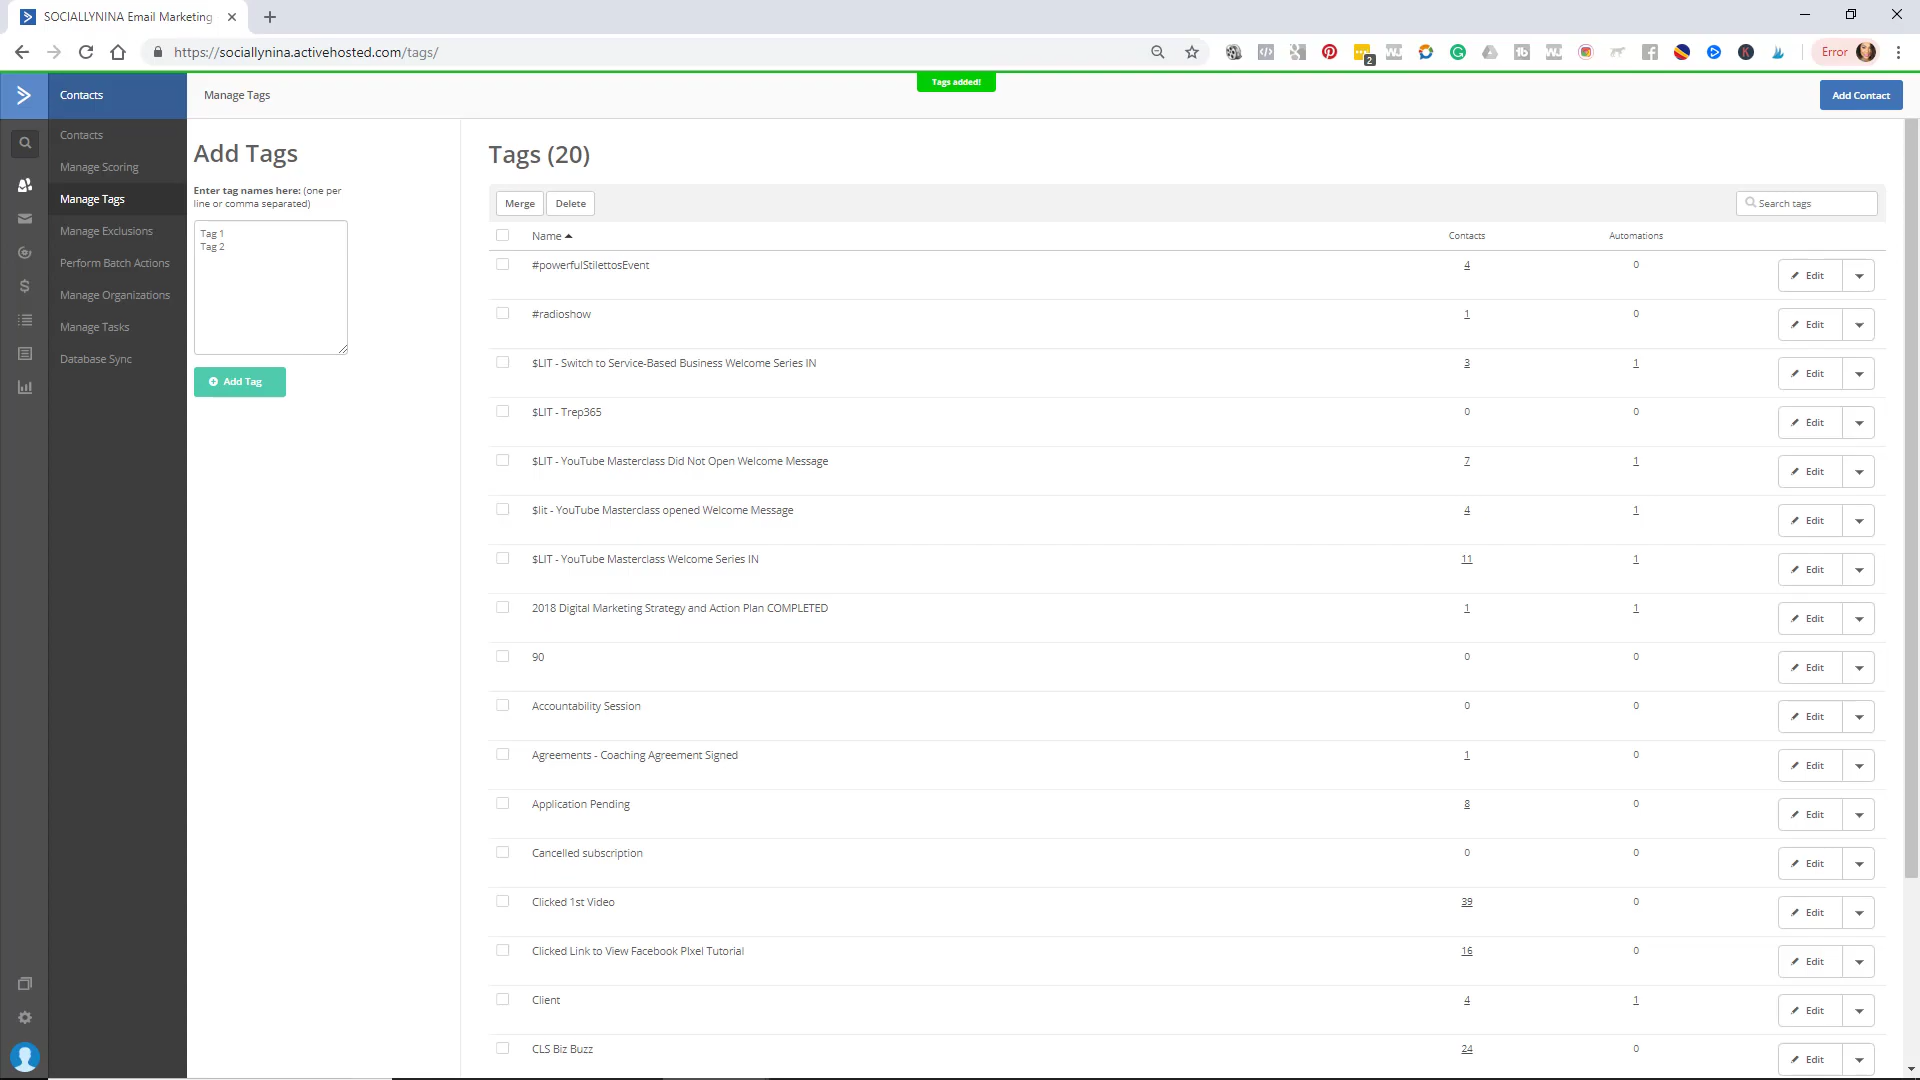 SOCIALLYNINA Email Marketing
https://sociallynina.activehosted.com/tags/
2
Error
Tags added!
Contacts
Manage Tags
Add Contact
Contacts
Manage Scoring
Manage Tags
Manage Exclusions
Perform Batch Actions
Manage Organizations
Manage Tasks
Database Sync
Add Tags
Enter tag names here: (one per
line or comma separated)
Tag 1
Tag 2
Add Tag
Tags (20)
Merge Delete Search tags
Name Contacts Automations
#powerfulStilettosEvent 4 0 Edit
#radioshow 1 0 Edit
$LIT - Switch to Service-Based Business Welcome Series IN 3 1 Edit
$LIT - Trep365 0 0 Edit
$LIT - YouTube Masterclass Did Not Open Welcome Message 7 1 Edit
$lit - YouTube Masterclass opened Welcome Message 4 1 Edit
$LIT - YouTube Masterclass Welcome Series IN 11 1 Edit
2018 Digital Marketing Strategy and Action Plan COMPLETED 1 1 Edit
90 0 0 Edit
Accountability Session 0 0 Edit
Agreements - Coaching Agreement Signed 1 0 Edit
Application Pending 8 0 Edit
Cancelled subscription 0 0 Edit
Clicked 1st Video 39 0 Edit
Clicked Link to View Facebook PIxel Tutorial 16 0 Edit
Client 4 1 Edit
CLS Biz Buzz 24 0 Edit